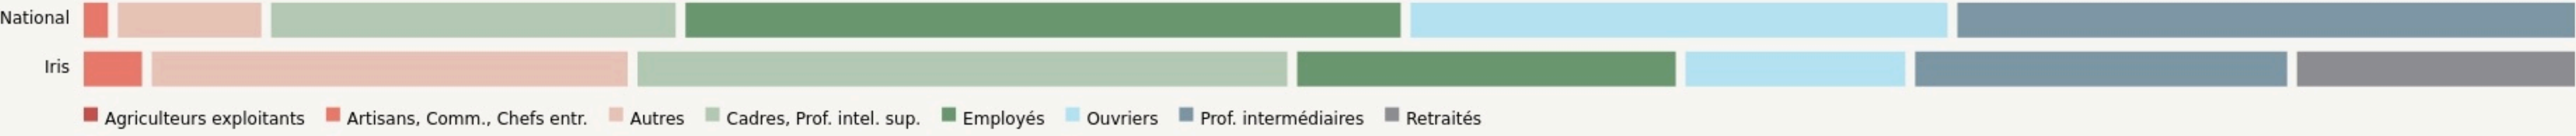 National
Iris
Agriculteurs exploitants Artisans, Comm., Chefs entr. Autres Cadres, Prof. intel. sup. Employés Ouvriers Prof. intermédiaires Retraités